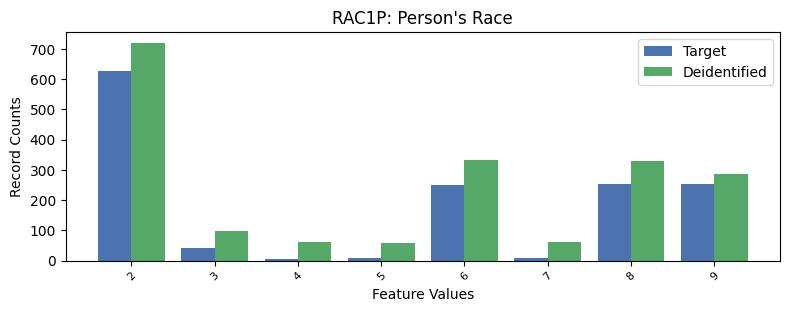 RAC1P: Person's Race
Target
Deidentified
Record Counts
700
600
500
400
300
200
100
0
2 3 4 5 6 7 8 9
Feature Values